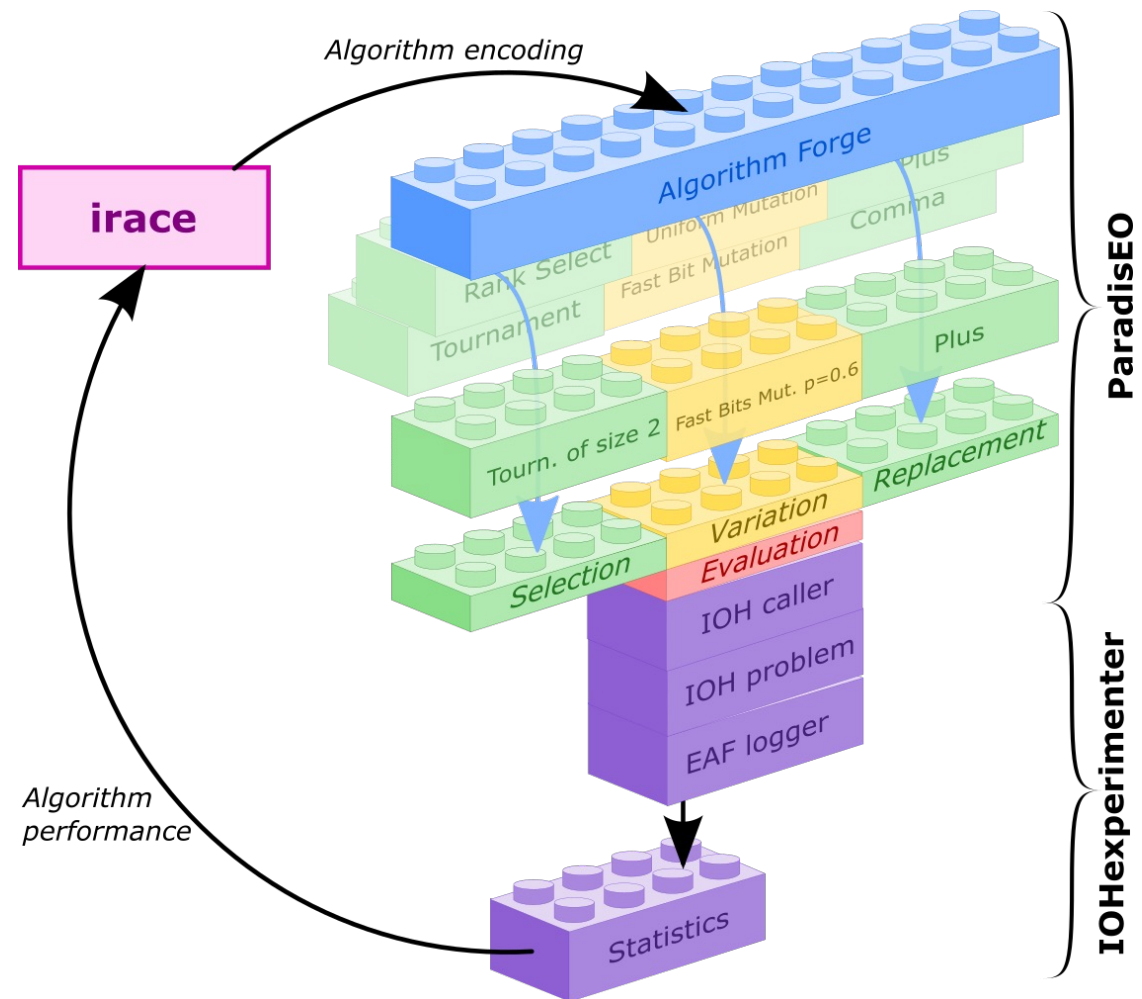 Algorithm encoding
irace
Algorithm Forge
Plus
Uniform Mutation
Rank Select
Comma
Fast Bit Mutation
Tournament
Plus
Fast Bits Mut. p=0.6
Tourn. of size 2
Replacement
Variation
Selection
Evaluation
IOH caller
IOH problem
EAF logger
Algorithm
performance
Statistics
ParadisEO
IOHexperimenter